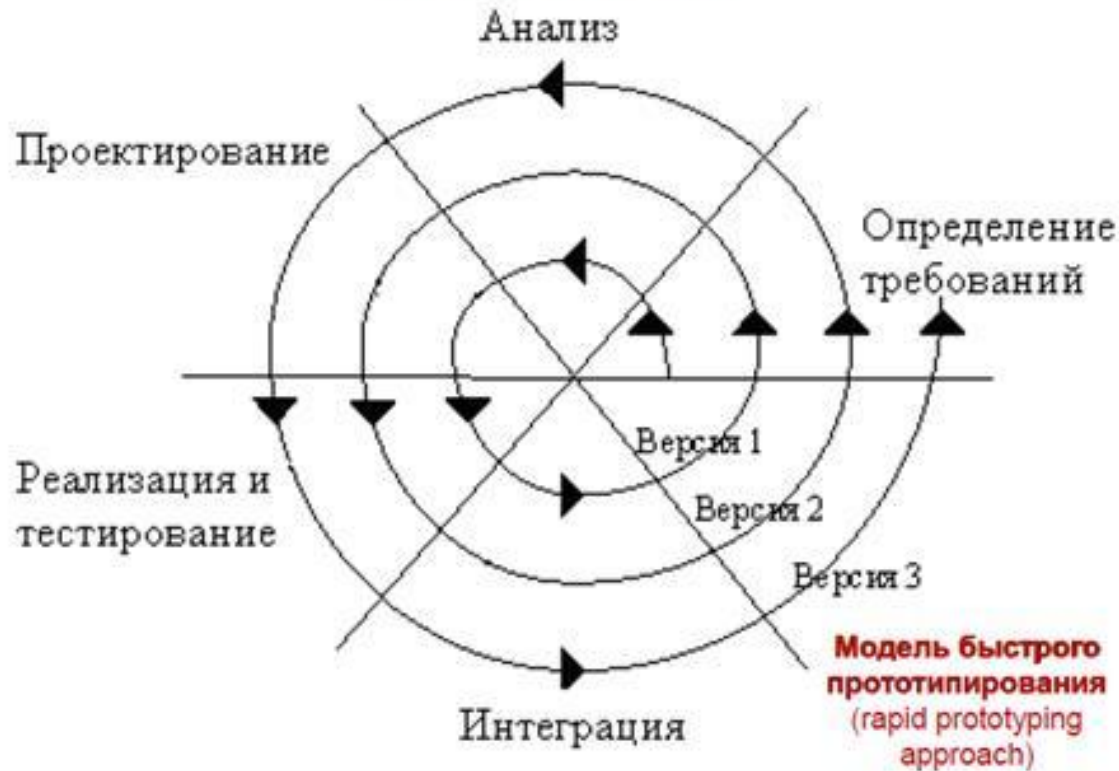 Анализ
Проектирование
Определение
требований
Версия 1
Реализация и
тестирование
Версия 2
Версия 3
Модель быстрого
прототипирования
(rapid prototyping
approach)
Интеграция